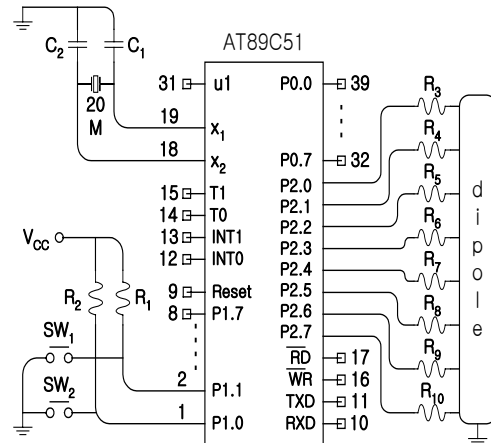 AT89C51
C2 C1
31 u1 P0.0 39
20
M
R3
19
X1
R4
18
X2 P0.7 32
P2.0
R5
15 T1 P2.1
14 T0 P2.2
R6
13 INT1 P2.3
VCC
12 INT0 P2.4
R7
R2 R1
9 Reset P2.5
R8
8 P1.7 P2.6
SW1
P2.7
R9
RD 17
SW2
2 P1.1 WR 16
R10
1 P1.0 TXD 11
RXD 10
dipole